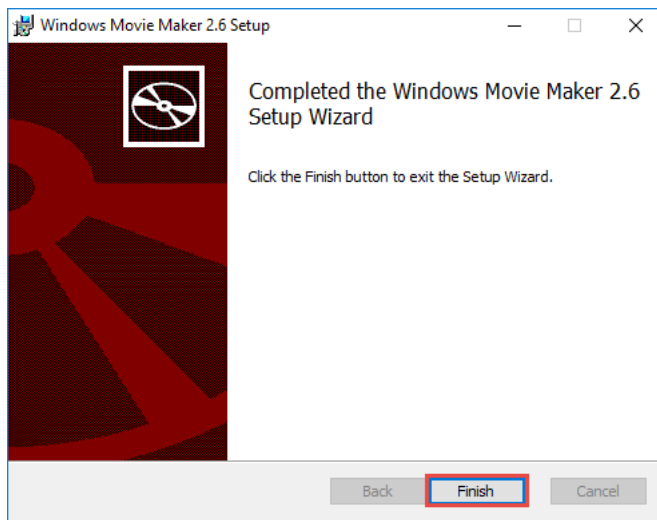 Windows Movie Maker 2.6 Setup
Completed the Windows Movie Maker 2.6
Setup Wizard
Click the Finish button to exit the Setup Wizard.
Back Finish Cancel